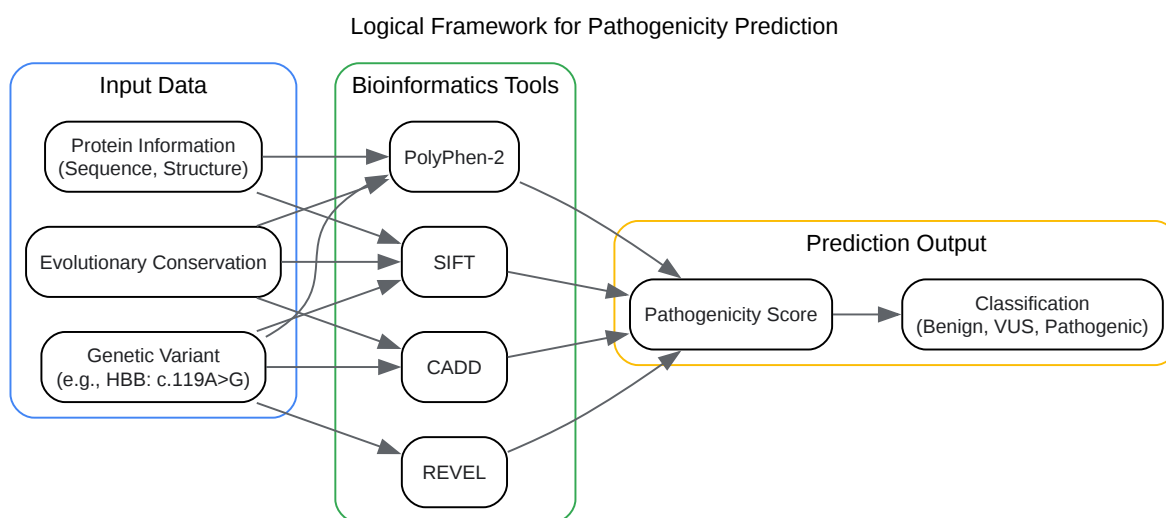 Logical Framework for Pathogenicity Prediction
Input Data
Protein Information
(Sequence, Structure)
Evolutionary Conservation
Genetic Variant
(e.g., HBB: c.119A>G)
Bioinformatics Tools
PolyPhen-2
SIFT
CADD
REVEL
Prediction Output
Pathogenicity Score
Classification
(Benign, VUS, Pathogenic)